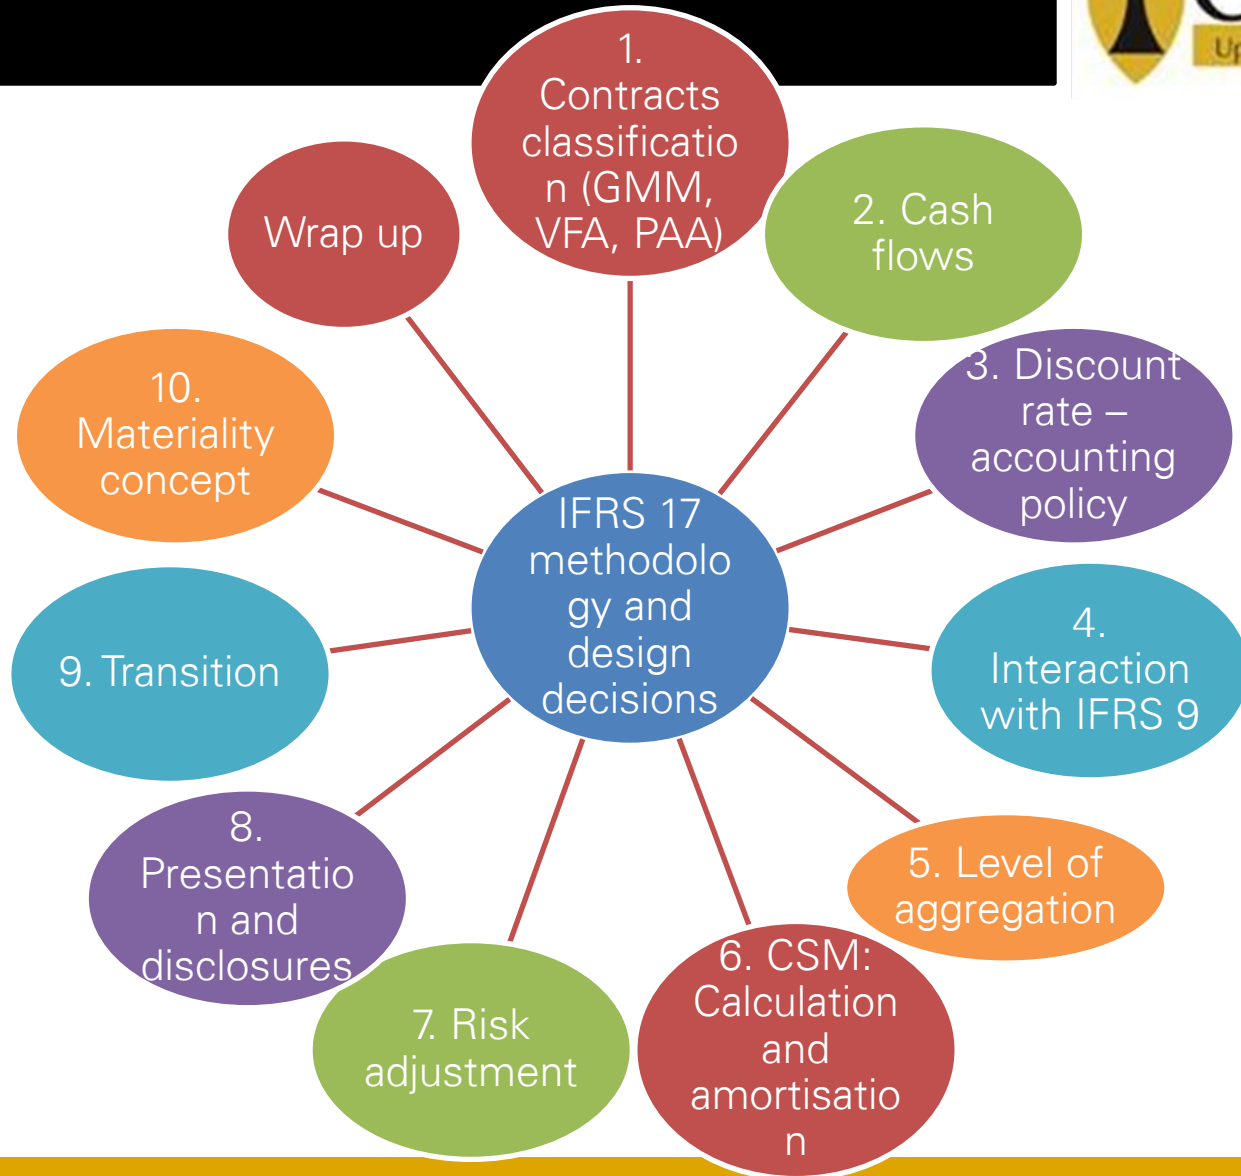 1.
Contracts
classificatio
n (GMM,
VFA, PAA)
2. Cash
flows
3. Discount
rate –
accounting
policy
4.
Interaction
with IFRS 9
5. Level of
aggregation
6. CSM:
Calculation
and
amortisatio
n
7. Risk
adjustment
8.
Presentatio
n and
disclosures
9. Transition
10.
Materiality
concept
Wrap up
IFRS 17
methodolo
gy and
design
decisions